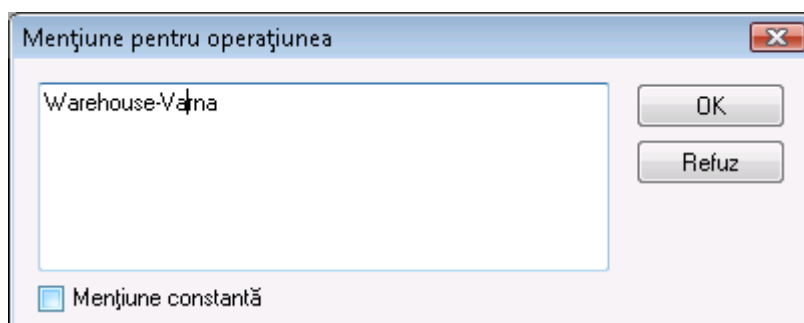 Menţiune pentru operaţiunea
Warehouse-Varna
OK
Refuz
Menţiune constantă